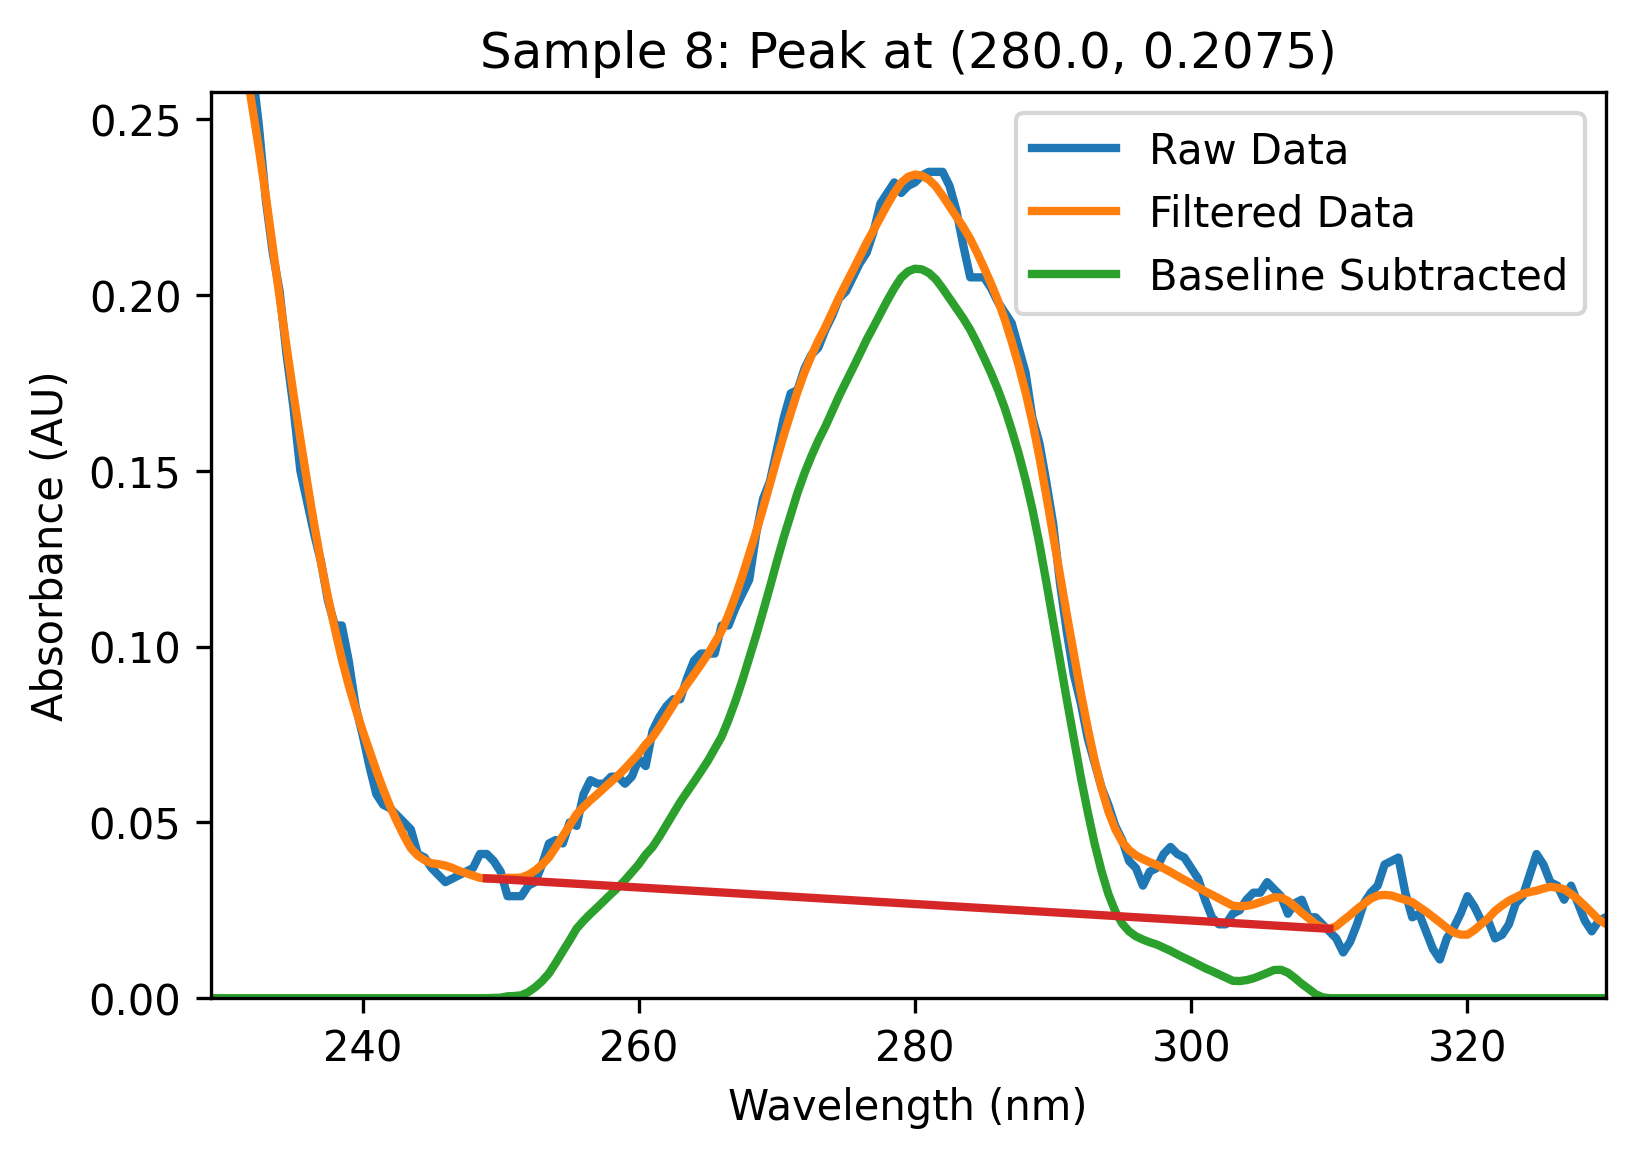 Sample 8: Peak at (280.0, 0.2075)
Raw Data
Filtered Data
Baseline Subtracted
Absorbance (AU)
0.25
0.20
0.15
0.10
0.05
0.00
240 260 280 300 320
Wavelength (nm)